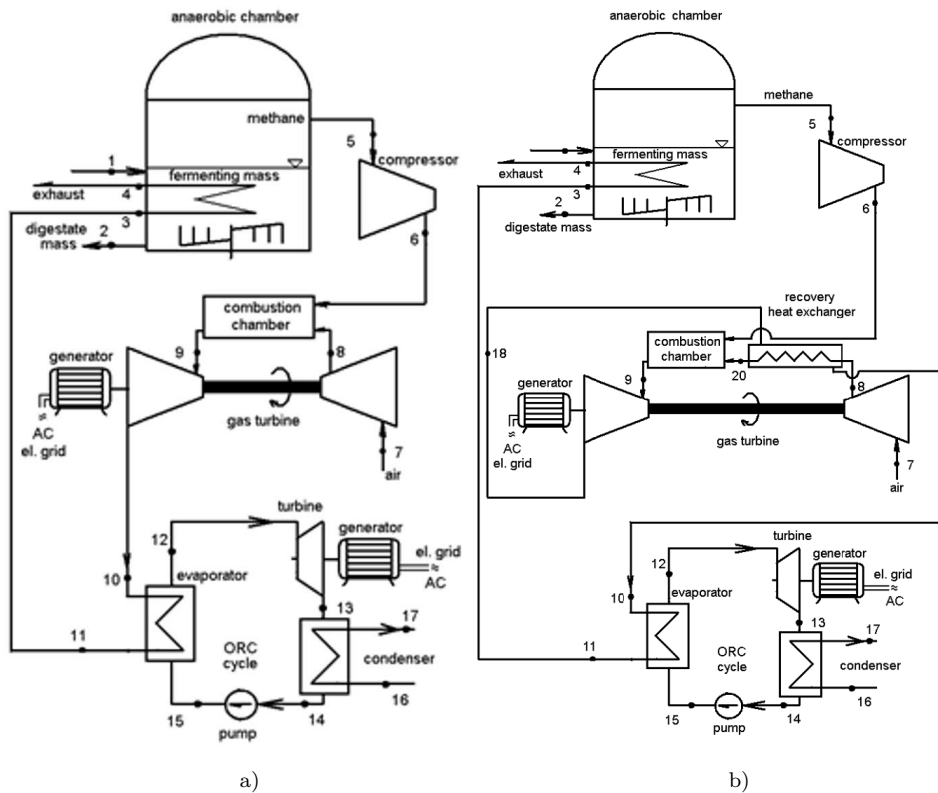 anaerobic chamber
methane
5
compressor
1
fermenting mass
4
exhaust
3
digestate
mass
2
6
combustion
chamber
9
8
generator
AC
el. grid
gas turbine
7
air
turbine
12
generator
el. grid
AC
10
evaporator
13
17
11
ORC
cycle
condenser
16
15
14
pump
a)
anaerobic chamber
methane
5
compressor
fermenting mass
4
exhaust
3
2
digestate mass
6
recovery
heat exchanger
18
combustion
chamber
20
9
8
generator
AC
el. grid
gas turbine
7
air
turbine
12
generator
el. grid
AC
10
evaporator
13
17
11
ORC
cycle
condenser
16
15
14
pump
b)